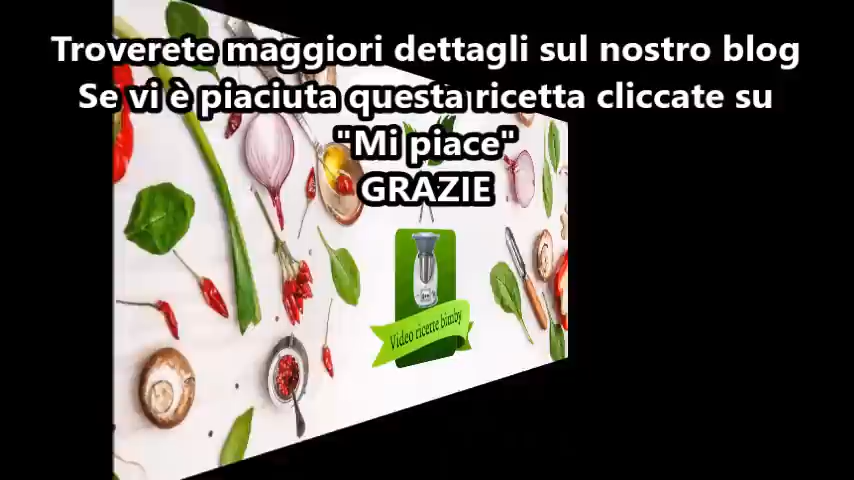 Troverete maggiori dettagli sul nostro blog
Se vi è piaciuta questa ricetta cliccate su
"Mi piace"
GRAZIE
Video ricette bimby